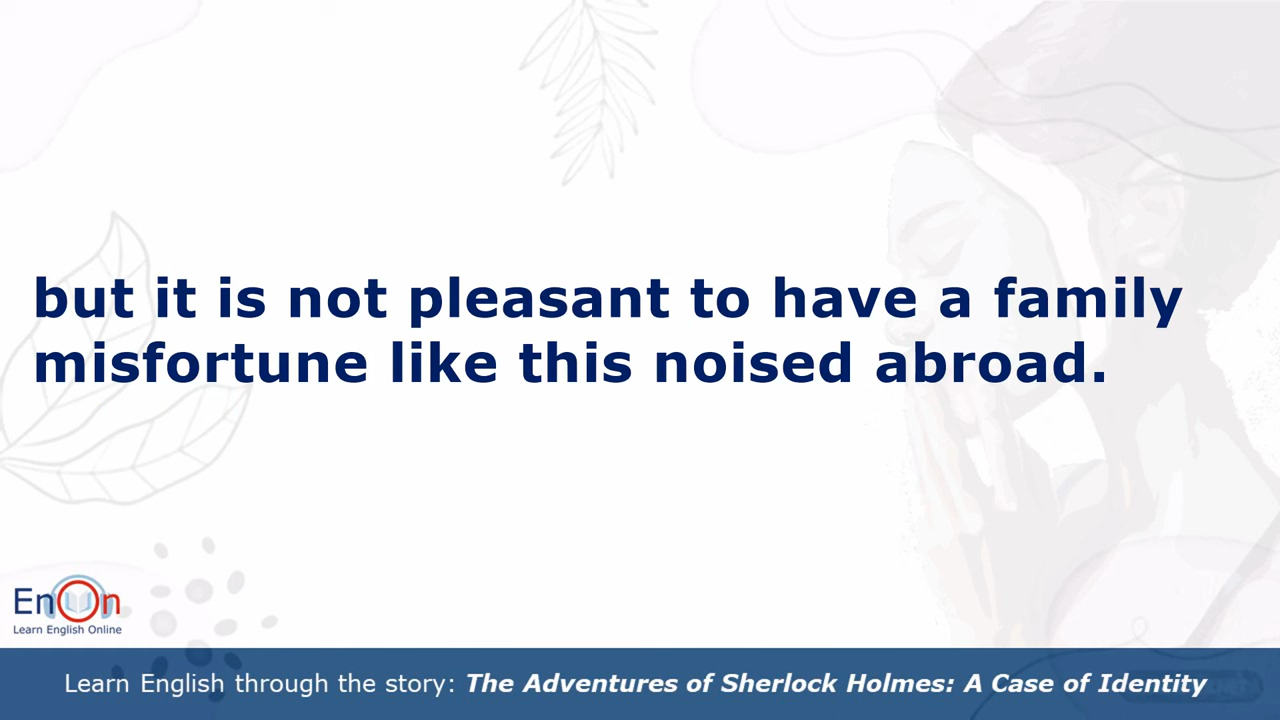 but it is not pleasant to have a family
misfortune like this noised abroad.
EnOn
Learn English Online
Learn English through the story: The Adventures of Sherlock Holmes: A Case of Identity